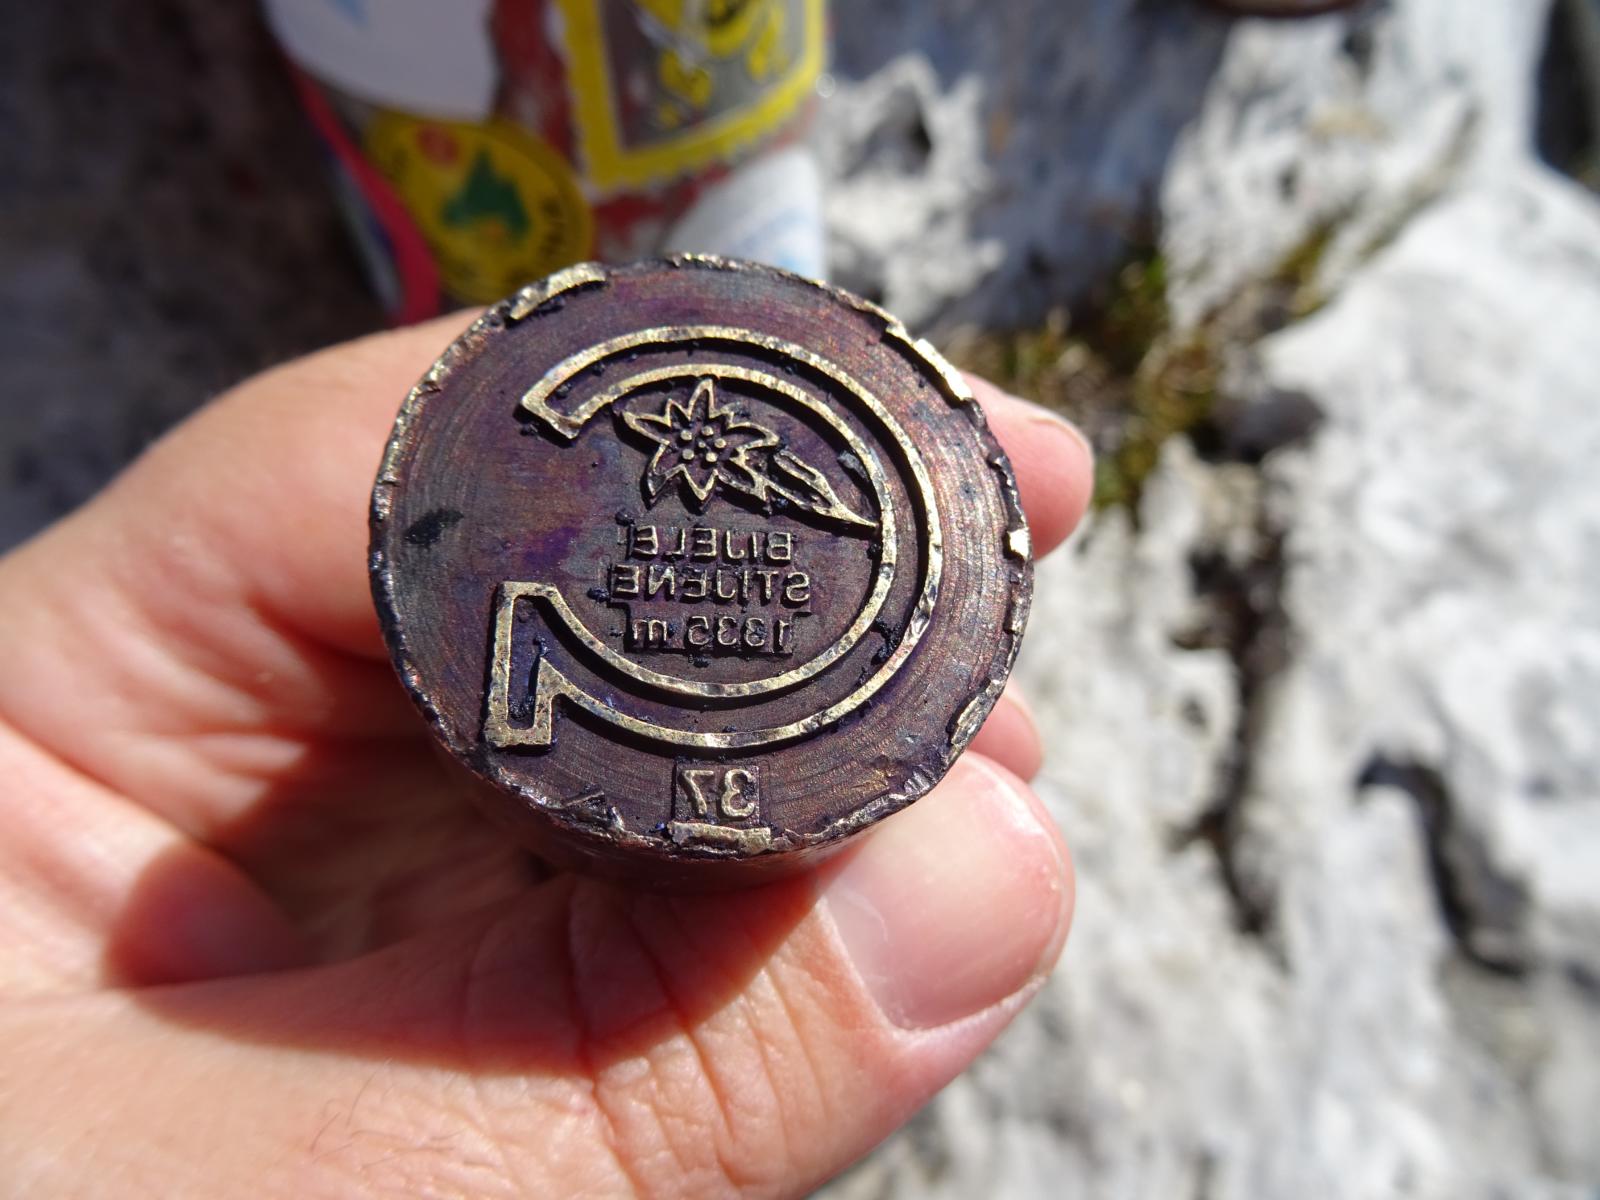 G
BIJELE
STIJENE
1335 m
37